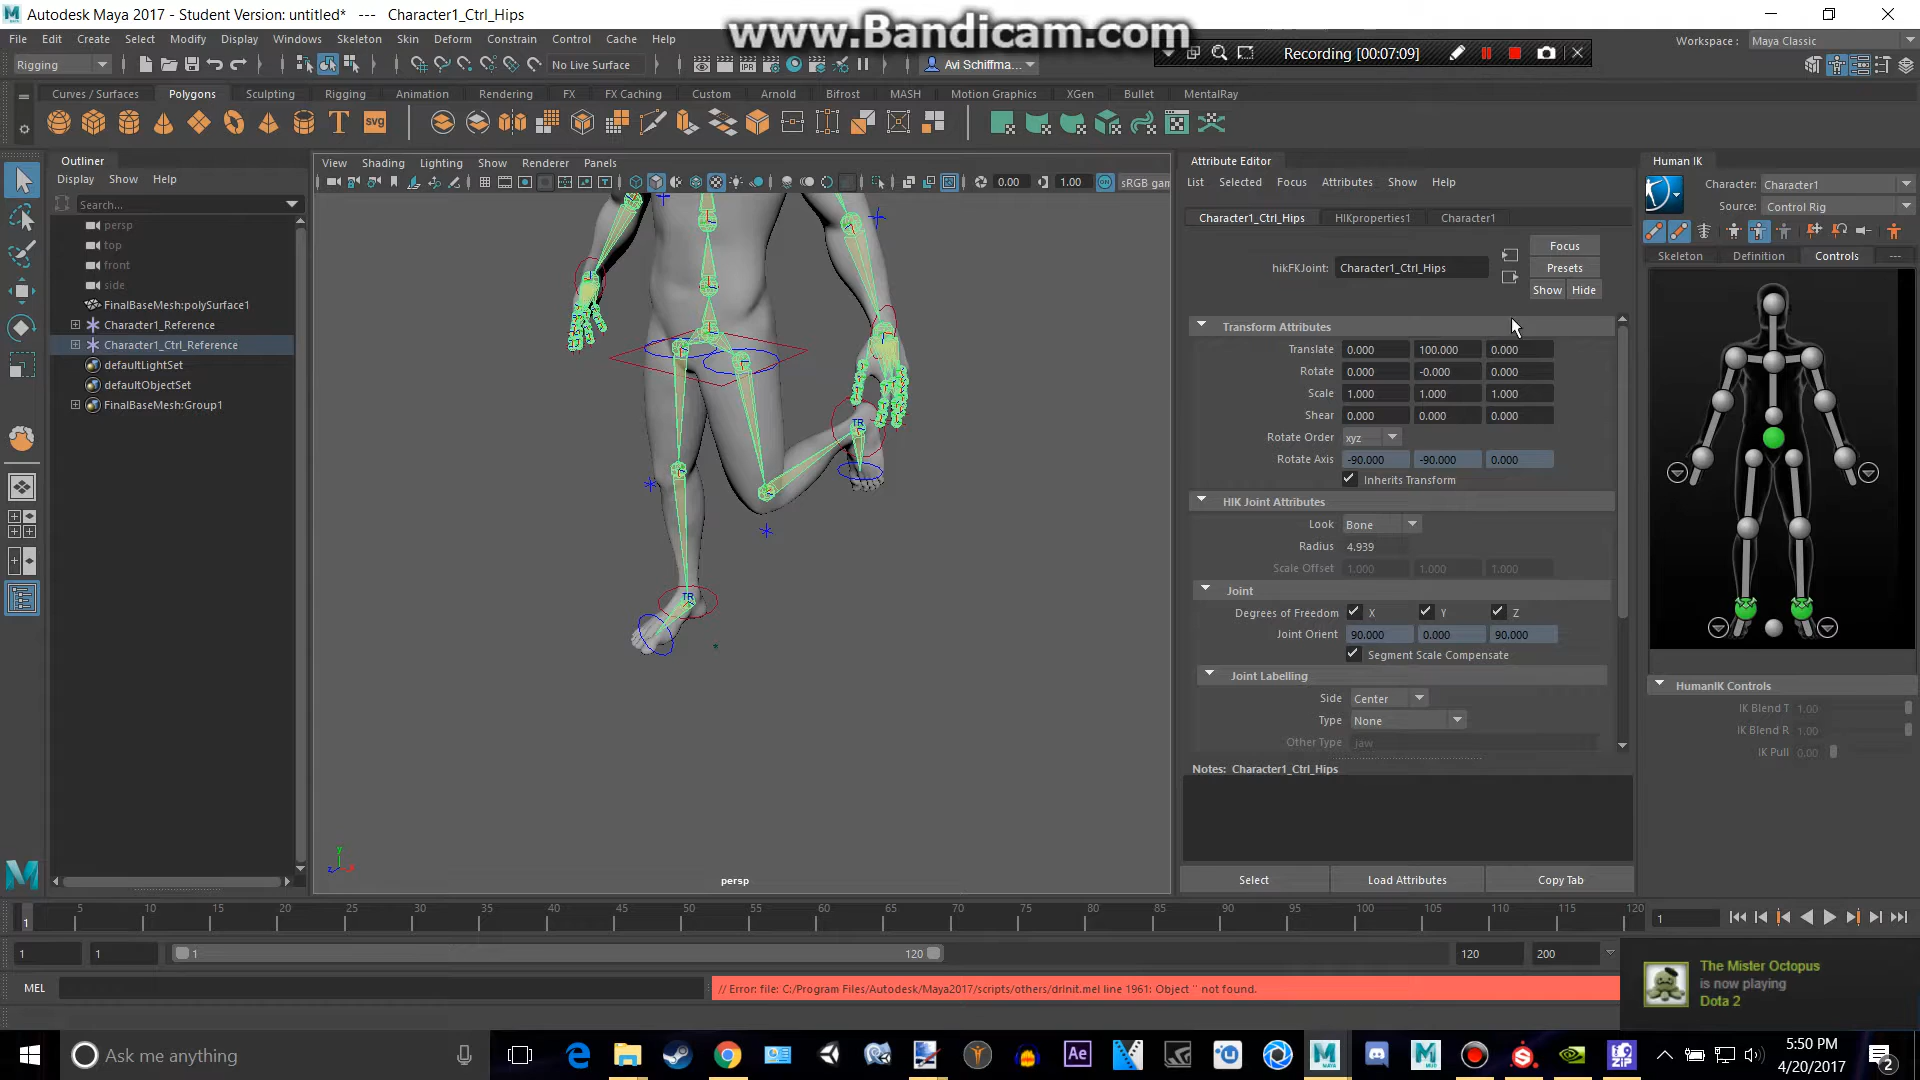 Autodesk Maya 2017 - Student Version: untitled*   ---   Character1_Ctrl_Hips
www.Bandicam.com
Recording [00:07:09]
File Edit Create Select Modify Display Windows Skeleton Skin Deform Constrain Control Cache Help
Workspace : Maya Classic
Rigging
No Live Surface
Avi Schiffma...
Curves / Surfaces Polygons Sculpting Rigging Animation Rendering FX FX Caching Custom Arnold Bifrost MASH Motion Graphics XGen Bullet MentalRay
T svg
Outliner
Display Show Help
Search...
persp
top
front
side
FinalBaseMesh:polySurface1
Character1_Reference
Character1_Ctrl_Reference
defaultLightSet
defaultObjectSet
FinalBaseMesh:Group1
View Shading Lighting Show Renderer Panels
0.00 1.00 sRGB gam
TR
TR
persp
Attribute Editor
List Selected Focus Attributes Show Help
Character1_Ctrl_Hips HIKproperties1 Character1
hikFKJoint: Character1_Ctrl_Hips
Focus
Presets
Show Hide
Transform Attributes
Translate 0.000 100.000 0.000
Rotate 0.000 -0.000 0.000
Scale 1.000 1.000 1.000
Shear 0.000 0.000 0.000
Rotate Order xyz
Rotate Axis -90.000 -90.000 0.000
Inherits Transform
HIK Joint Attributes
Look Bone
Radius 4.939
Scale Offset 1.000 1.000 1.000
Joint
Degrees of Freedom X Y Z
Joint Orient 90.000 0.000 90.000
Segment Scale Compensate
Joint Labelling
Side Center
Type None
Other Type Jaw
Notes: Character1_Ctrl_Hips
Select Load Attributes Copy Tab
Human IK
Character: Character1
Source: Control Rig
Skeleton Definition Controls ---
HumanIK Controls
IK Blend T 1.00
IK Blend R 1.00
IK Pull 0.00
1 5 10 15 20 25 30 35 40 45 50 55 60 65 70 75 80 85 90 95 100 105 110 115 120
1
1 1 1 120 120 200
MEL
// Error: file: C:/Program Files/Autodesk/Maya2017/scripts/others/drInit.mel line 1961: Object '' not found.
The Mister Octopus
is now playing
Dota 2
Ask me anything
Ae
5:50 PM
4/20/2017
2